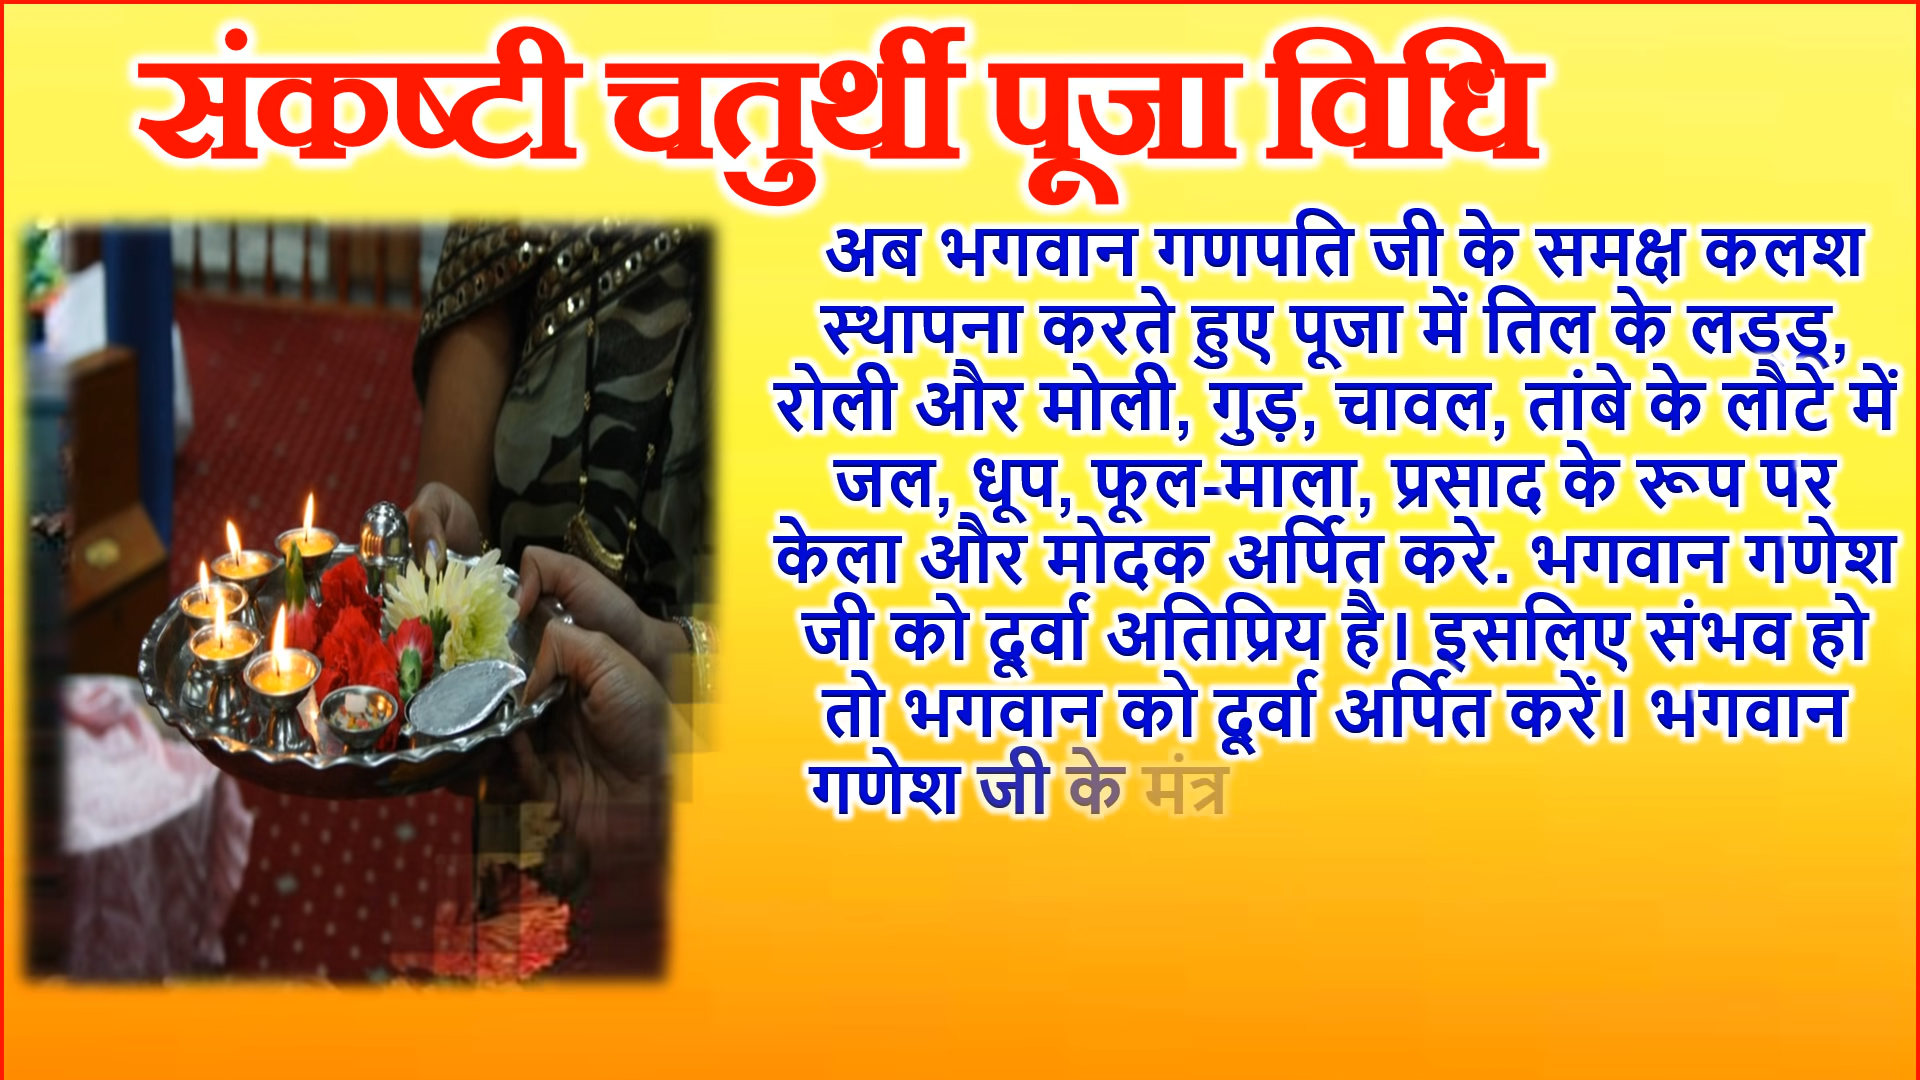 संकष्टी चतुर्थी पूजा विधि
अब भगवान गणपति जी के समक्ष कलश
स्थापना करते हुए पूजा में तिल के लड्डू,
रोली और मोली, गुड़, चावल, तांबे के लौटे में
जल, धूप, फूल-माला, प्रसाद के रूप पर
केला और मोदक अर्पित करे. भगवान गणेश
जी को दूर्वा अतिप्रिय है। इसलिए संभव हो
तो भगवान को दूर्वा अर्पित करें। भगवान
गणेश जी के मंत्र